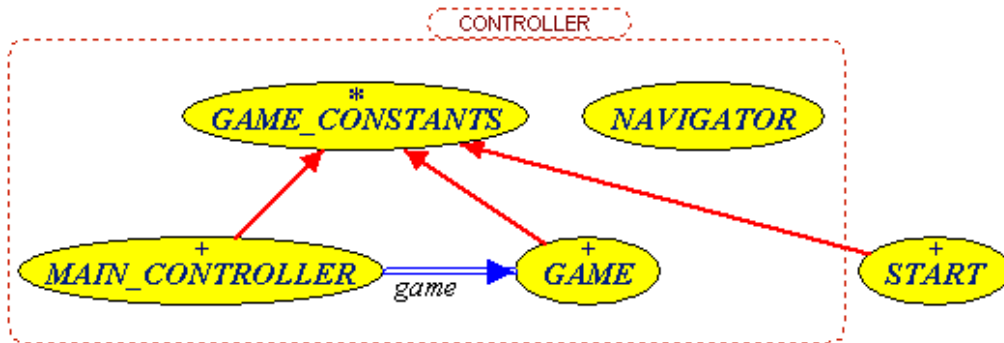 CONTROLLER
*
GAME_CONSTANTS
NAVIGATOR
+
MAIN_CONTROLLER
game
+
GAME
+
START